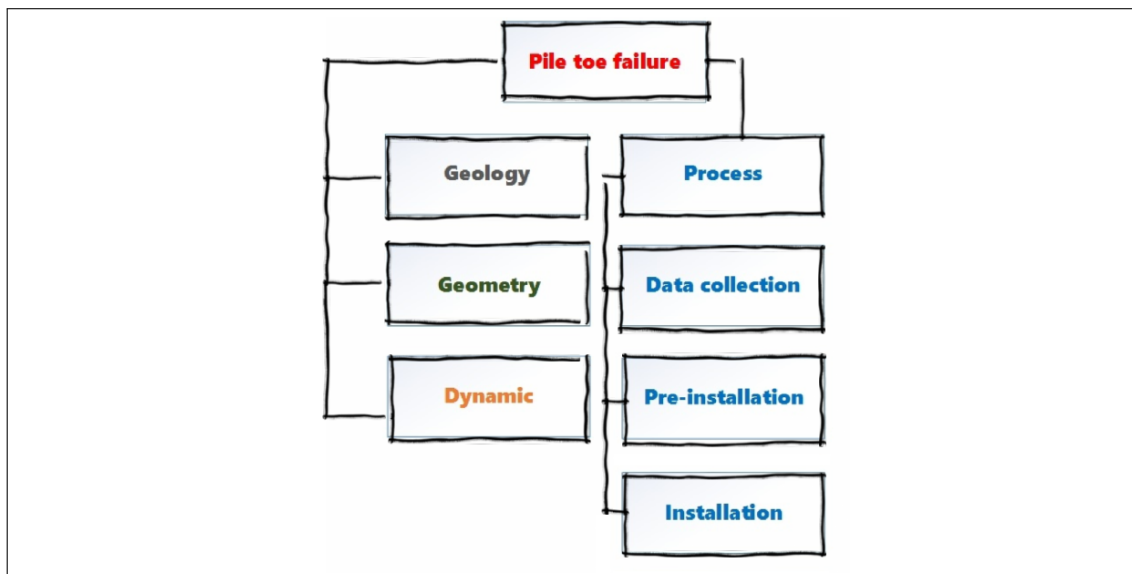 Pile toe failure
Geology
Process
Geometry
Data collection
Dynamic
Pre-installation
Installation